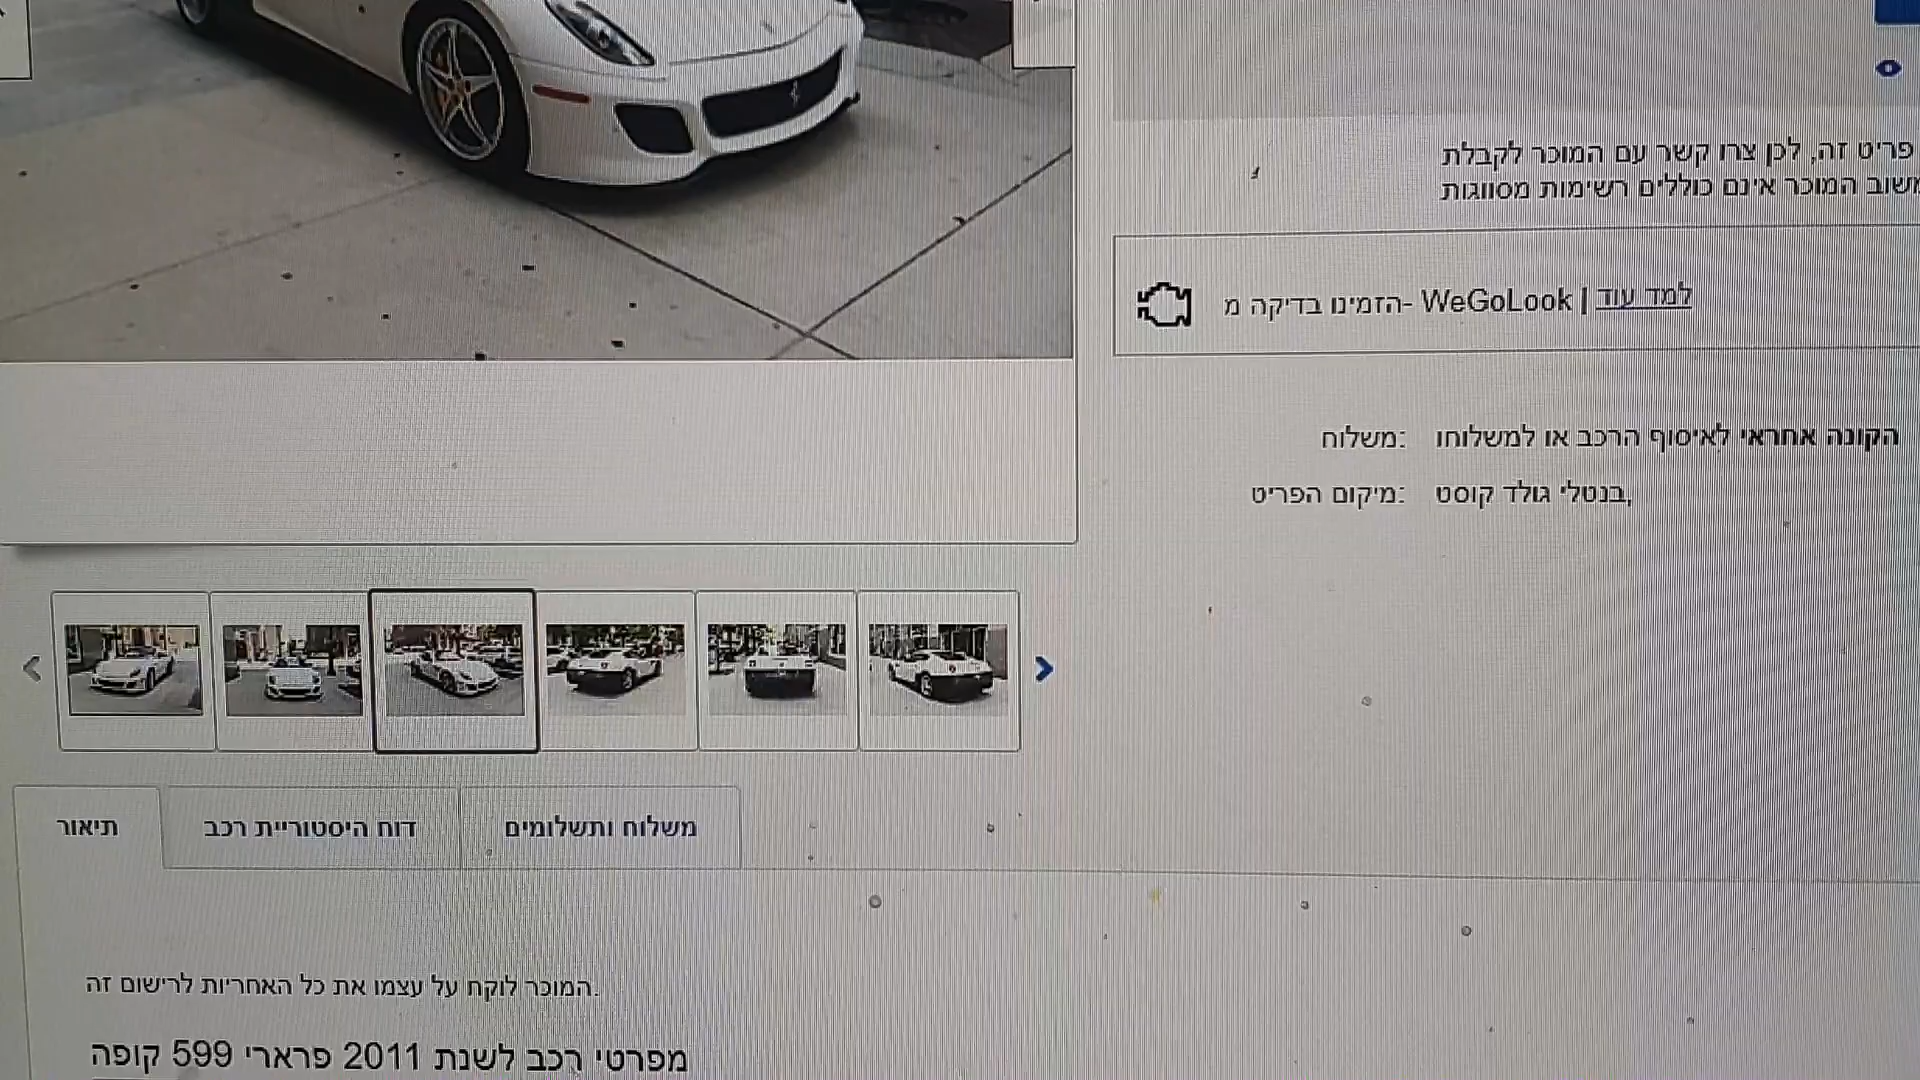 פריט זה, לכן צרו קשר עם המוכר לקבלת
משוב המוכר אינם כוללים רשימות מסווגות
הזמינו בדיקה מ- WeGoLook | למד עוד
משלוח: הקונה אחראי לאיסוף הרכב או למשלוחו
מיקום הפריט: בנטלי גולד קוסט,
תיאור
דוח היסטוריית רכב
משלוח ותשלומים
המוכר לוקח על עצמו את כל האחריות לרישום זה.
מפרטי רכב לשנת 2011 פרארי 599 קופה